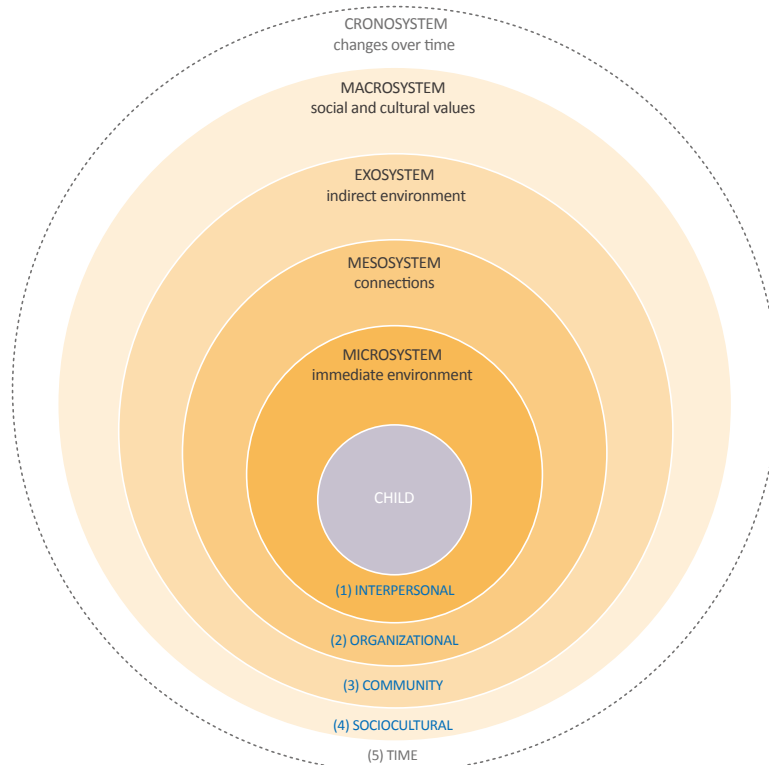 CRONOSYSTEM
changes over time
MACROSYSTEM
social and cultural values
EXOSYSTEM
indirect environment
MESOSYSTEM
connections
MICROSYSTEM
immediate environment
CHILD
(1) INTERPERSONAL
(2) ORGANIZATIONAL
(3) COMMUNITY
(4) SOCIOCULTURAL
(5) TIME